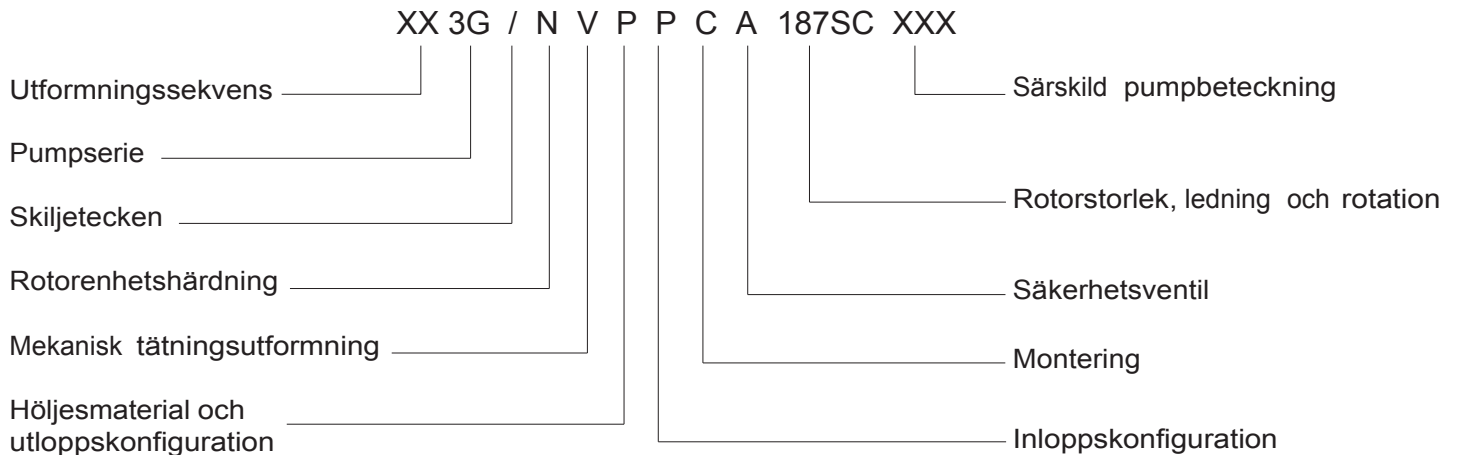 XX 3G / N V P P C A 187SC XXX
Utformningssekvens
Pumpserie
Skiljetecken
Rotorenhetshärdning
Mekanisk tätningsutformning
Höljesmaterial och
utloppskonfiguration
Särskild pumpbeteckning
Rotorstorlek, ledning och rotation
Säkerhetsventil
Montering
Inloppskonfiguration